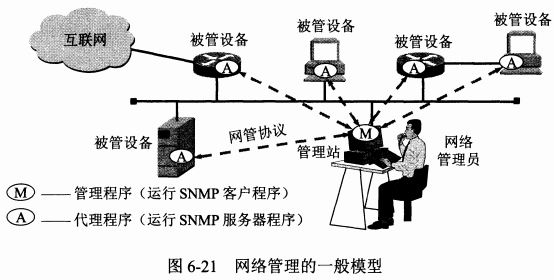 互联网
被管设备
被管设备
被管设备
被管设备
A
A
A
A
被管设备
网管协议
M
管理站
网络
管理员
A
M —— 管理程序（运行 SNMP 客户程序）
A —— 代理程序（运行 SNMP 服务器程序）
图 6-21 网络管理的一般模型